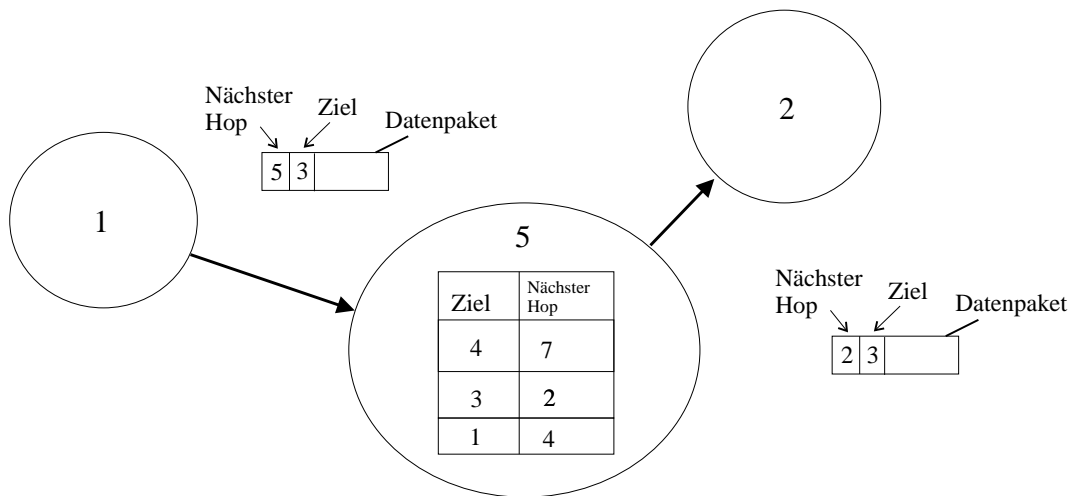 2
Nächster
Hop
Ziel
Datenpaket
5 3
1
5
Ziel
Nächster
Hop
4 7
3 2
1 4
Nächster
Hop
Ziel
Datenpaket
2 3